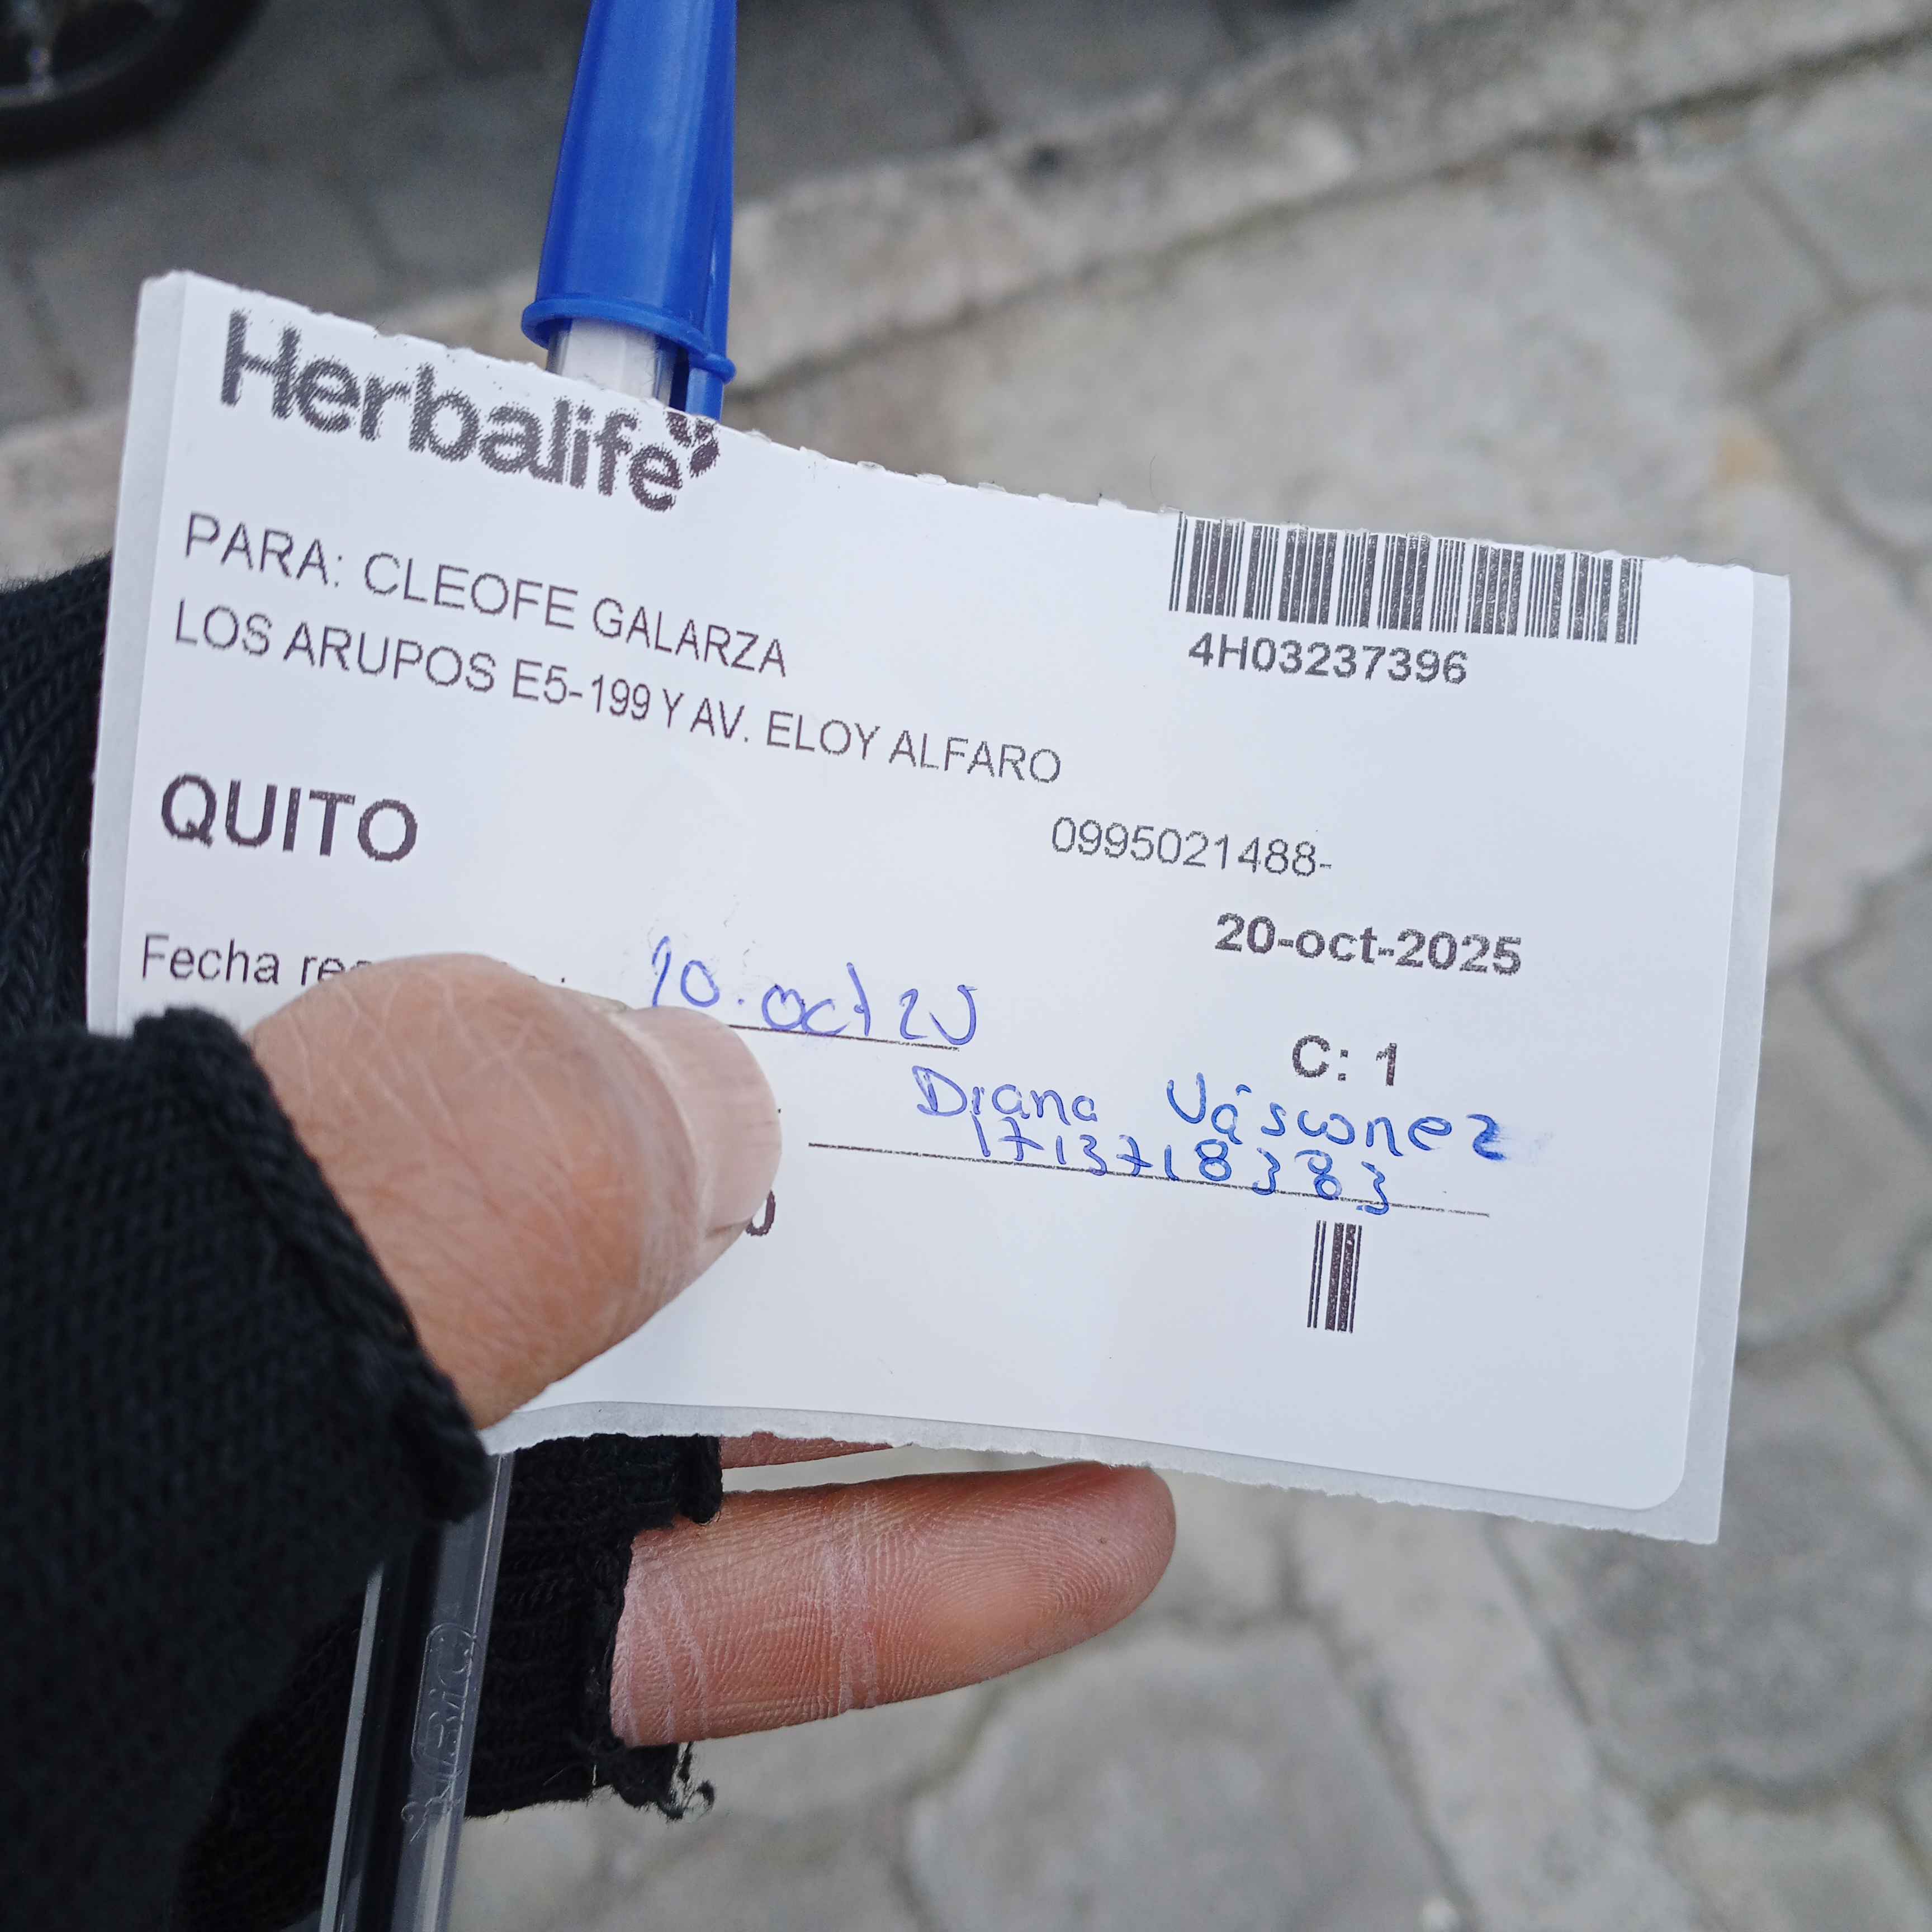 Herbalife
PARA: CLEOFE GALARZA
LOS ARUPOS E5-199 Y AV. ELOY ALFARO
4H03237396
QUITO
0995021488-
20-oct-2025
Fecha
20. oct 25
C: 1
Diana Vásconez
1713718383